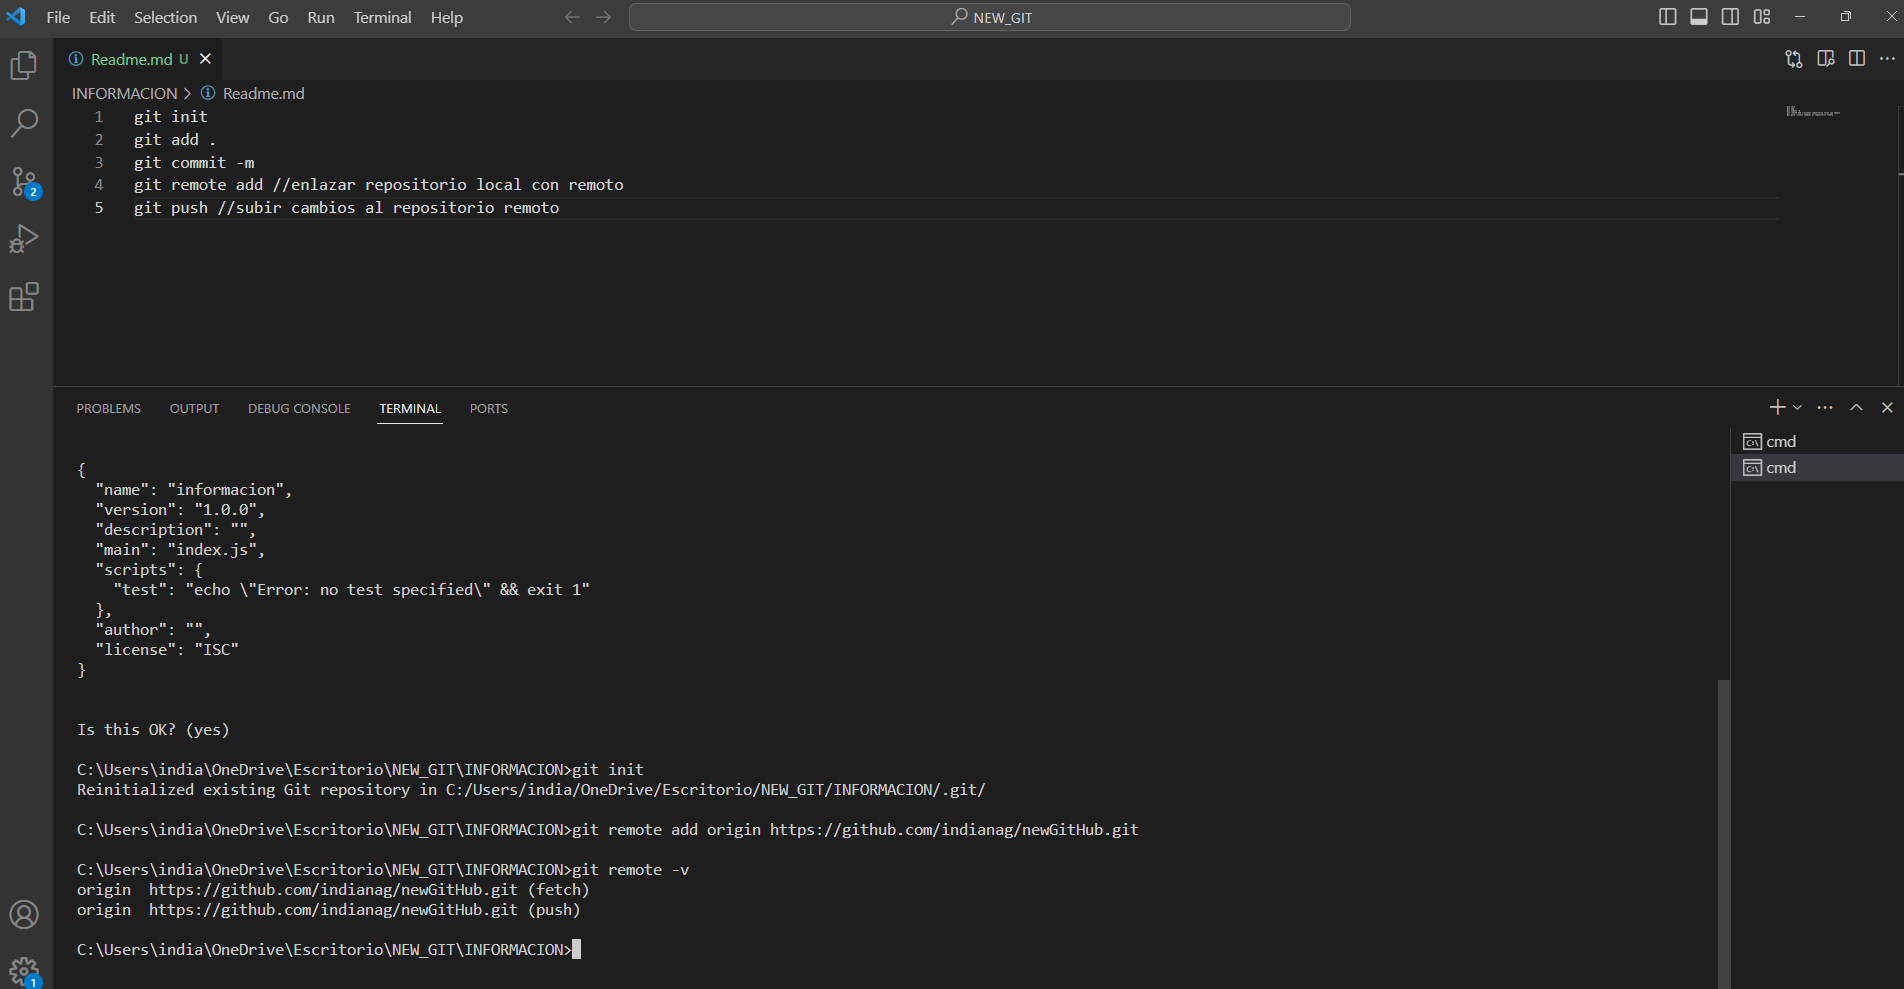 File Edit Selection View Go Run Terminal Help
NEW_GIT
Readme.md U
INFORMACION > Readme.md
1 git init
2 git add .
3 git commit -m
4 git remote add //enlazar repositorio local con remoto
5 git push //subir cambios al repositorio remoto
2
PROBLEMS OUTPUT DEBUG CONSOLE TERMINAL PORTS
cmd
cmd
{
"name": "informacion",
"version": "1.0.0",
"description": "",
"main": "index.js",
"scripts": {
"test": "echo \"Error: no test specified\" && exit 1"
},
"author": "",
"license": "ISC"
}
Is this OK? (yes)
C:\Users\india\OneDrive\Escritorio\NEW_GIT\INFORMACION>git init
Reinitialized existing Git repository in C:/Users/india/OneDrive/Escritorio/NEW_GIT/INFORMACION/.git/
C:\Users\india\OneDrive\Escritorio\NEW_GIT\INFORMACION>git remote add origin https://github.com/indianag/newGitHub.git
C:\Users\india\OneDrive\Escritorio\NEW_GIT\INFORMACION>git remote -v
origin https://github.com/indianag/newGitHub.git (fetch)
origin https://github.com/indianag/newGitHub.git (push)
C:\Users\india\OneDrive\Escritorio\NEW_GIT\INFORMACION>
1